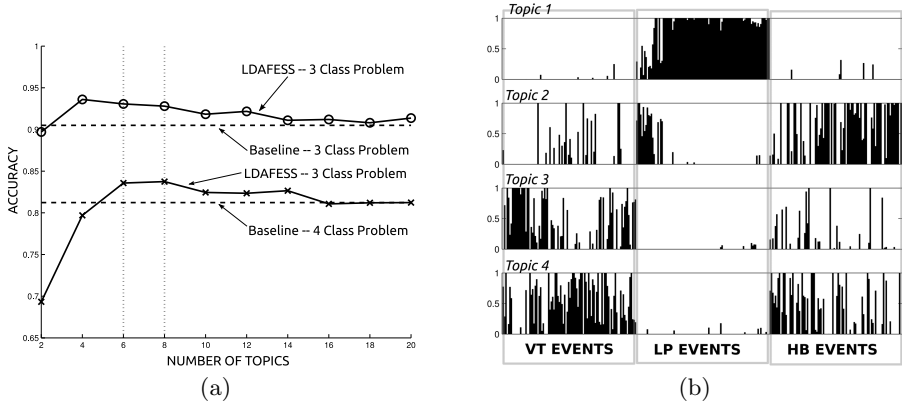 1
0.95
0.9
0.85
0.8
0.75
0.7
0.65
ACCURACY
LDAFESS -- 3 Class Problem
Baseline -- 3 Class Problem
LDAFESS -- 3 Class Problem
Baseline -- 4 Class Problem
2 4 6 8 10 12 14 16 18 20
NUMBER OF TOPICS
(a)
Topic 1
1
0.5
0
Topic 2
1
0.5
0
Topic 3
1
0.5
0
Topic 4
1
0.5
0
VT EVENTS LP EVENTS HB EVENTS
(b)